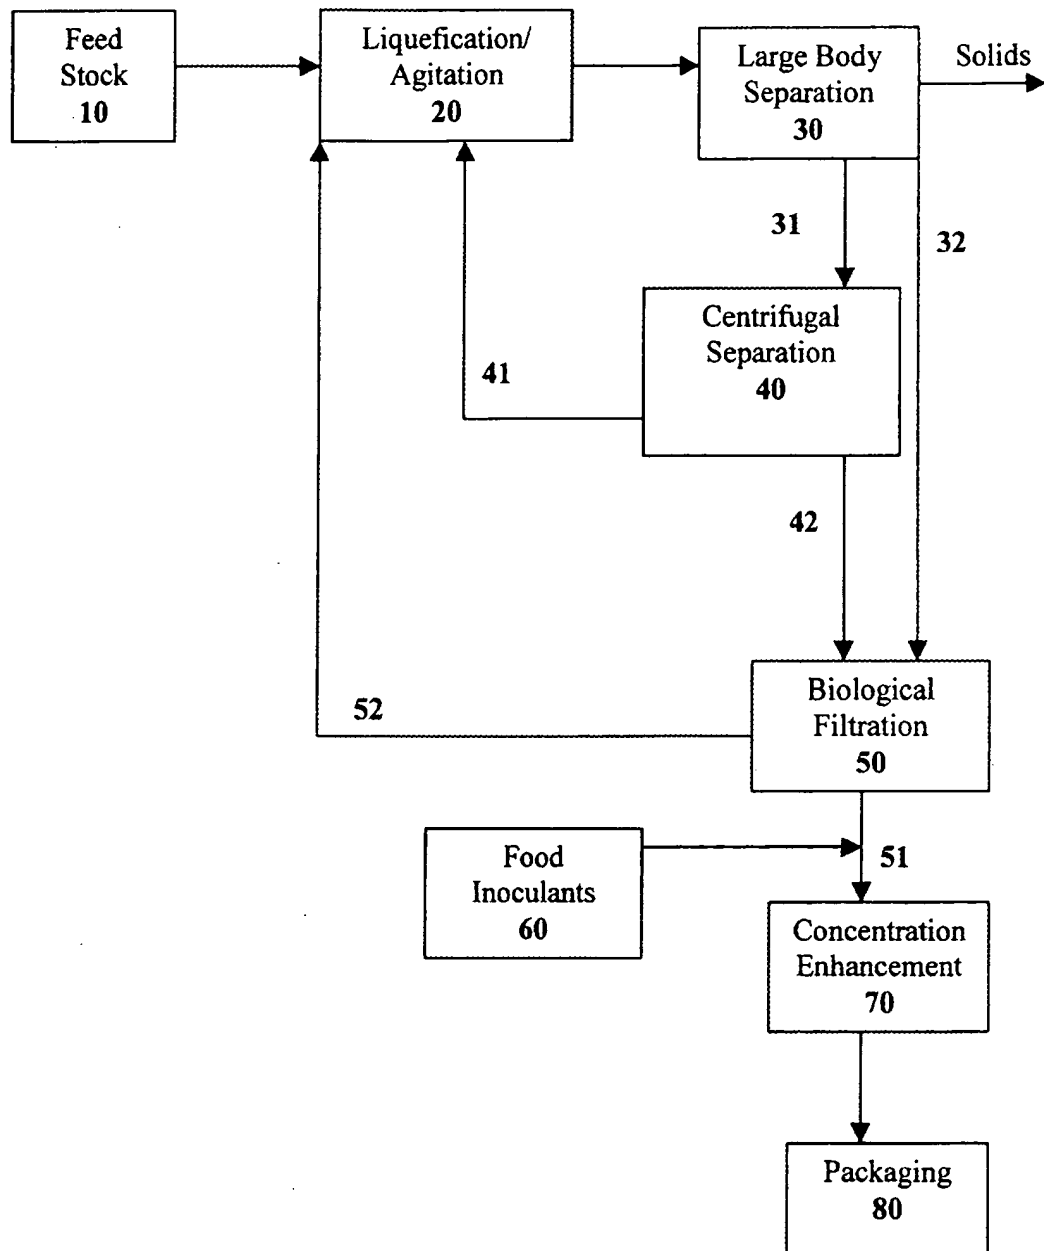 Feed
Stock
10
Liquefication/
Agitation
20
Large Body
Separation
30
Solids
31
32
Centrifugal
Separation
40
41
42
52
Biological
Filtration
50
Food
Inoculants
60
51
Concentration
Enhancement
70
Packaging
80